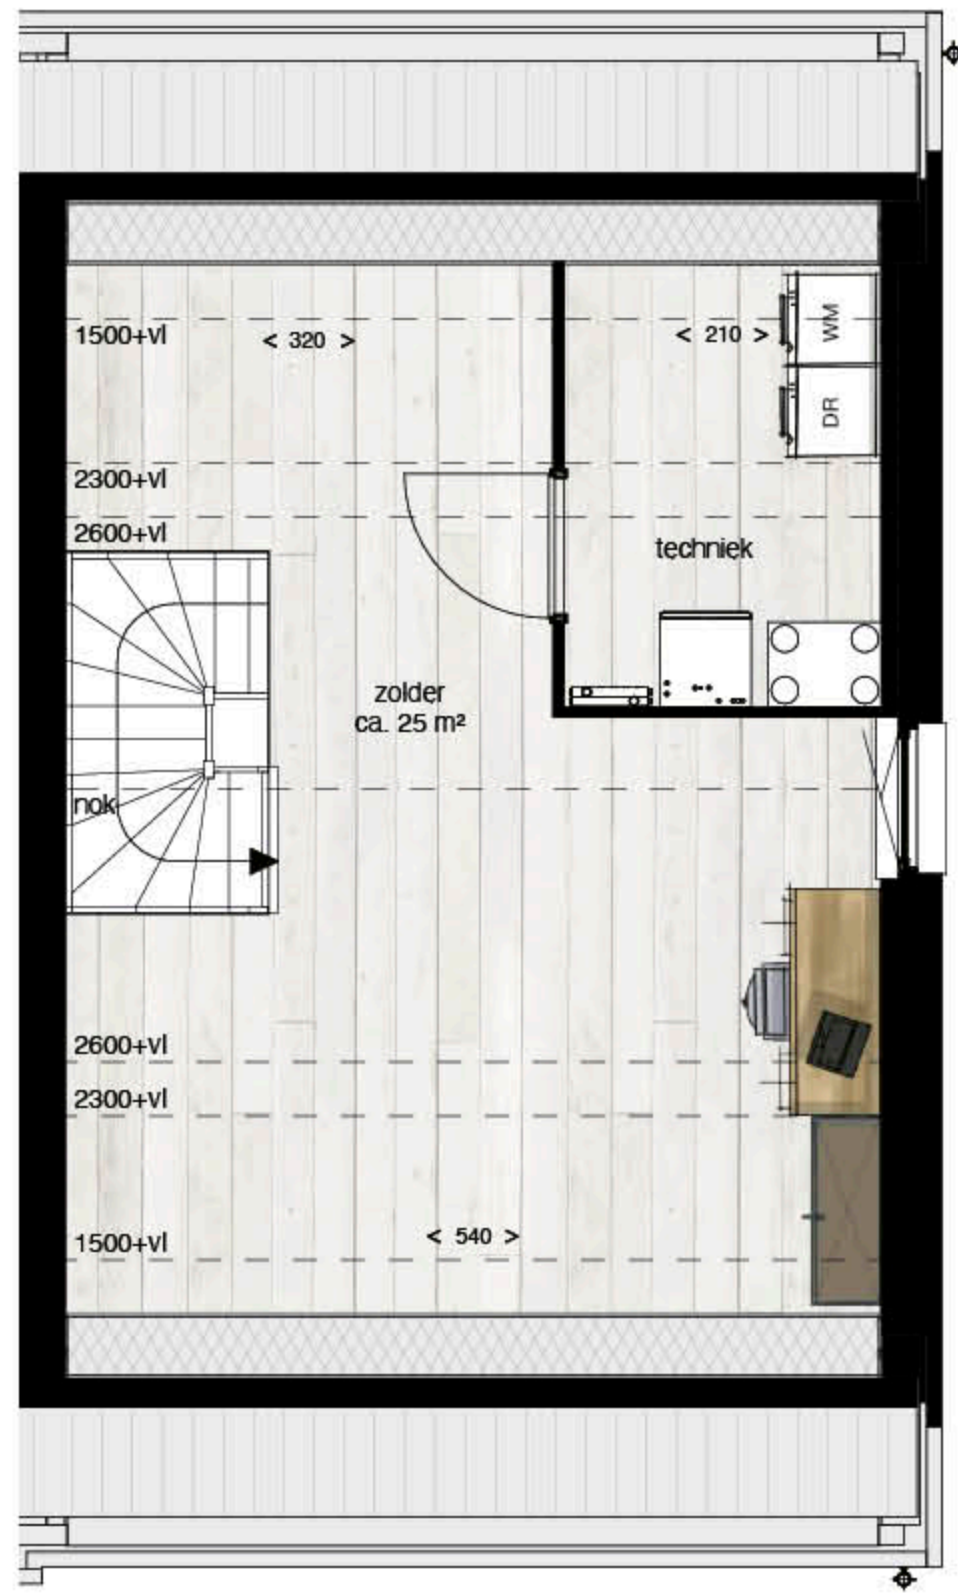 1500+vl
< 320 >
< 210 >
WM
DR
2300+vl
2600+vl
techniek
zolder
ca. 25 m²
nok
2600+vl
2300+vl
1500+vl
< 540 >